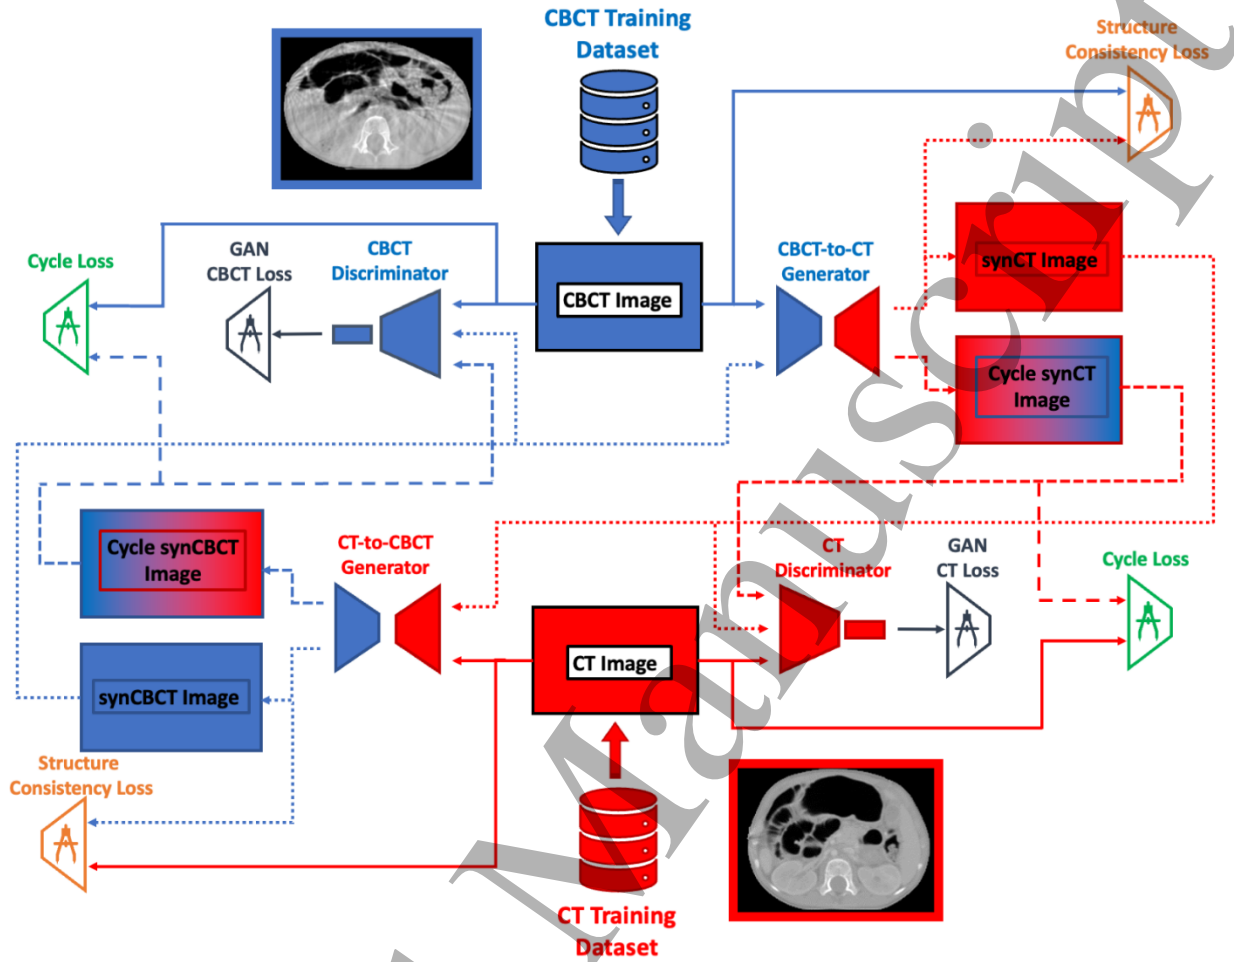 CBCT Training
Dataset
Structure
Consistency Loss
Cycle Loss
GAN
CBCT Loss
CBCT
Discriminator
CBCT Image
CBCT-to-CT
Generator
synCT Image
Cycle synCT
Image
Cycle synCBCT
Image
CT-to-CBCT
Generator
CT
Discriminator
GAN
CT Loss
Cycle Loss
synCBCT Image
CT Image
Structure
Consistency Loss
CT Training
Dataset
Manuscript